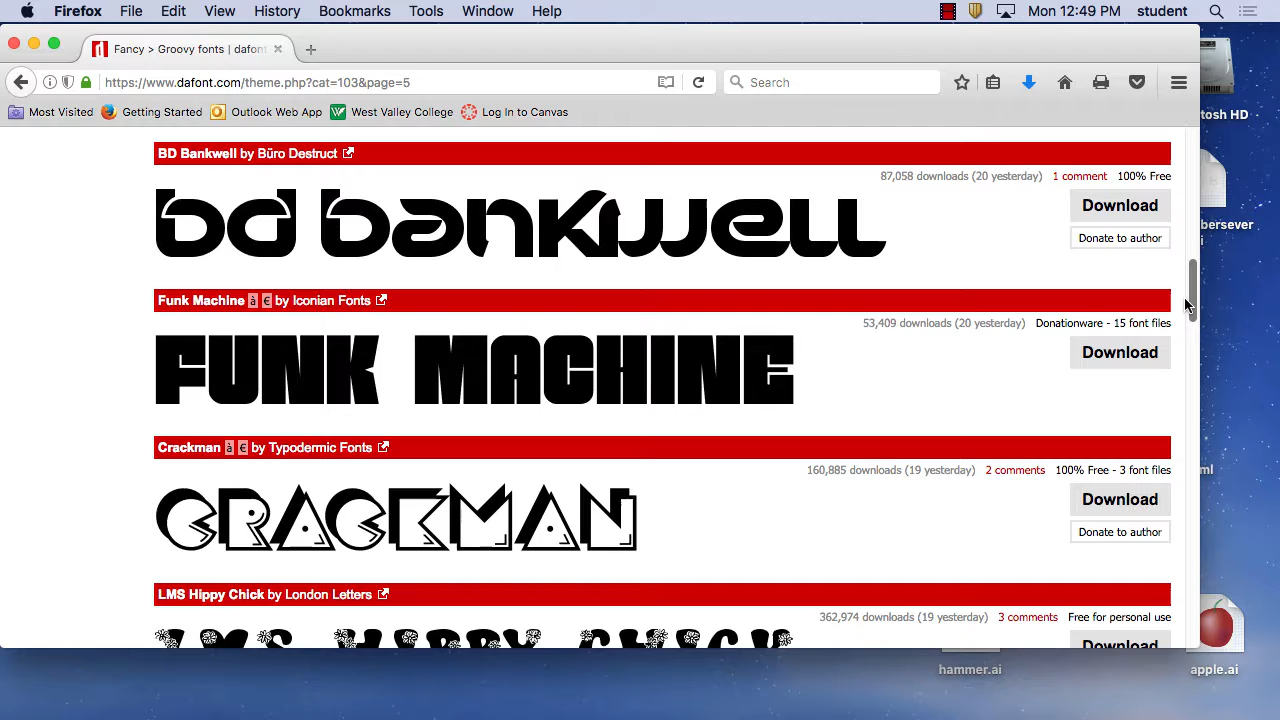 Firefox File Edit View History Bookmarks Tools Window Help Mon 12:49 PM student
Fancy > Groovy fonts | dafont
https://www.dafont.com/theme.php?cat=103&page=5 Search
Most Visited Getting Started Outlook Web App West Valley College Log In to Canvas
tosh HD
BD Bankwell by Büro Destruct
87,058 downloads (20 yesterday) 1 comment 100% Free
bd bankwell
Download
Donate to author
bersever
i
Funk Machine à € by Iconian Fonts
53,409 downloads (20 yesterday) Donationware - 15 font files
FUNK MACHINE
Download
Crackman à € by Typodermic Fonts
160,885 downloads (19 yesterday) 2 comments 100% Free - 3 font files
CRACKMAN
Download
Donate to author
ml
LMS Hippy Chick by London Letters
362,974 downloads (19 yesterday) 3 comments Free for personal use
LMS HIPPY CHICK
Download
hammer.ai
apple.ai